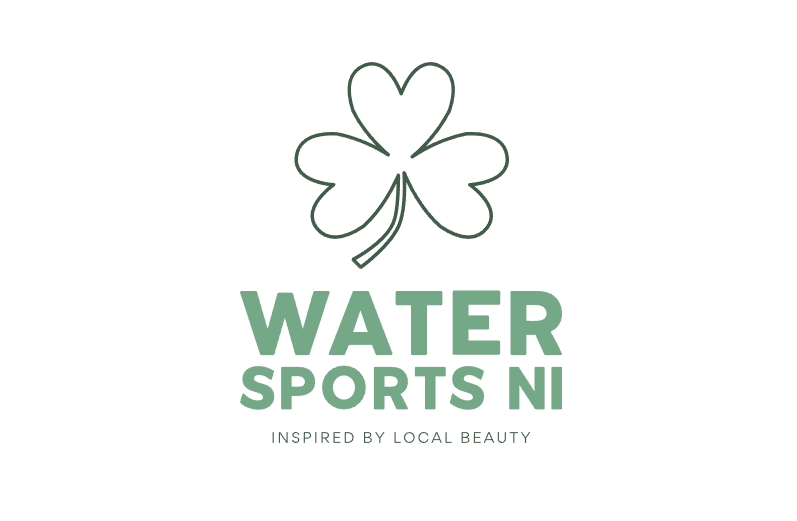 WATER
SPORTS NI
INSPIRED BY LOCAL BEAUTY